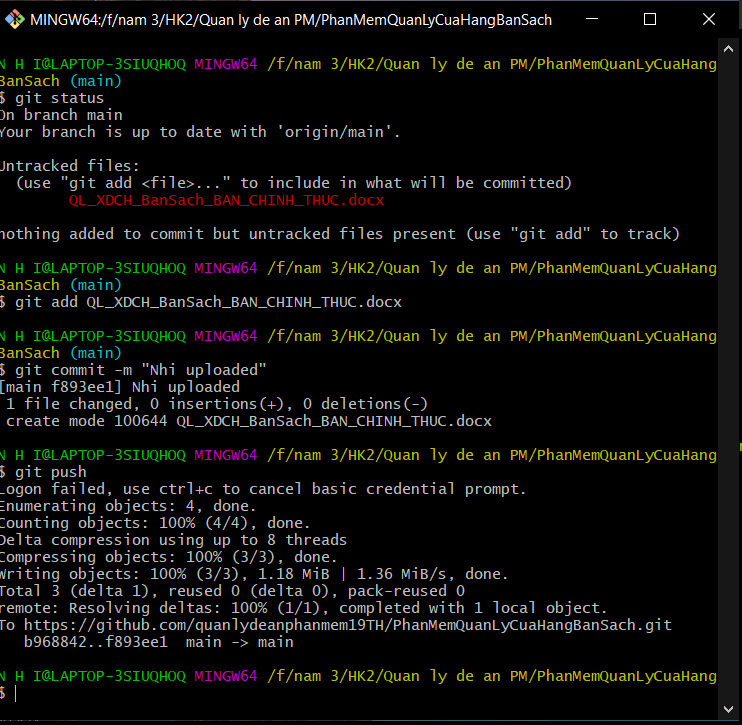 MINGW64:/f/nam 3/HK2/Quan ly de an PM/PhanMemQuanLyCuaHangBanSach
N H I@LAPTOP-3SIUQHOQ MINGW64 /f/nam 3/HK2/Quan ly de an PM/PhanMemQuanLyCuaHang
BanSach (main)
$ git status
On branch main
Your branch is up to date with 'origin/main'.
Untracked files:
(use "git add <file>..." to include in what will be committed)
QL_XDCH_BanSach_BAN_CHINH_THUC.docx
nothing added to commit but untracked files present (use "git add" to track)
N H I@LAPTOP-3SIUQHOQ MINGW64 /f/nam 3/HK2/Quan ly de an PM/PhanMemQuanLyCuaHang
BanSach (main)
$ git add QL_XDCH_BanSach_BAN_CHINH_THUC.docx
N H I@LAPTOP-3SIUQHOQ MINGW64 /f/nam 3/HK2/Quan ly de an PM/PhanMemQuanLyCuaHang
BanSach (main)
$ git commit -m "Nhi uploaded"
[main f893ee1] Nhi uploaded
1 file changed, 0 insertions(+), 0 deletions(-)
create mode 100644 QL_XDCH_BanSach_BAN_CHINH_THUC.docx
N H I@LAPTOP-3SIUQHOQ MINGW64 /f/nam 3/HK2/Quan ly de an PM/PhanMemQuanLyCuaHang
$ git push
Logon failed, use ctrl+c to cancel basic credential prompt.
Enumerating objects: 4, done.
Counting objects: 100% (4/4), done.
Delta compression using up to 8 threads
Compressing objects: 100% (3/3), done.
Writing objects: 100% (3/3), 1.18 MiB | 1.36 MiB/s, done.
Total 3 (delta 1), reused 0 (delta 0), pack-reused 0
remote: Resolving deltas: 100% (1/1), completed with 1 local object.
To https://github.com/quanlydeanphanmem19TH/PhanMemQuanLyCuaHangBanSach.git
b968842..f893ee1 main -> main
N H I@LAPTOP-3SIUQHOQ MINGW64 /f/nam 3/HK2/Quan ly de an PM/PhanMemQuanLyCuaHang
$